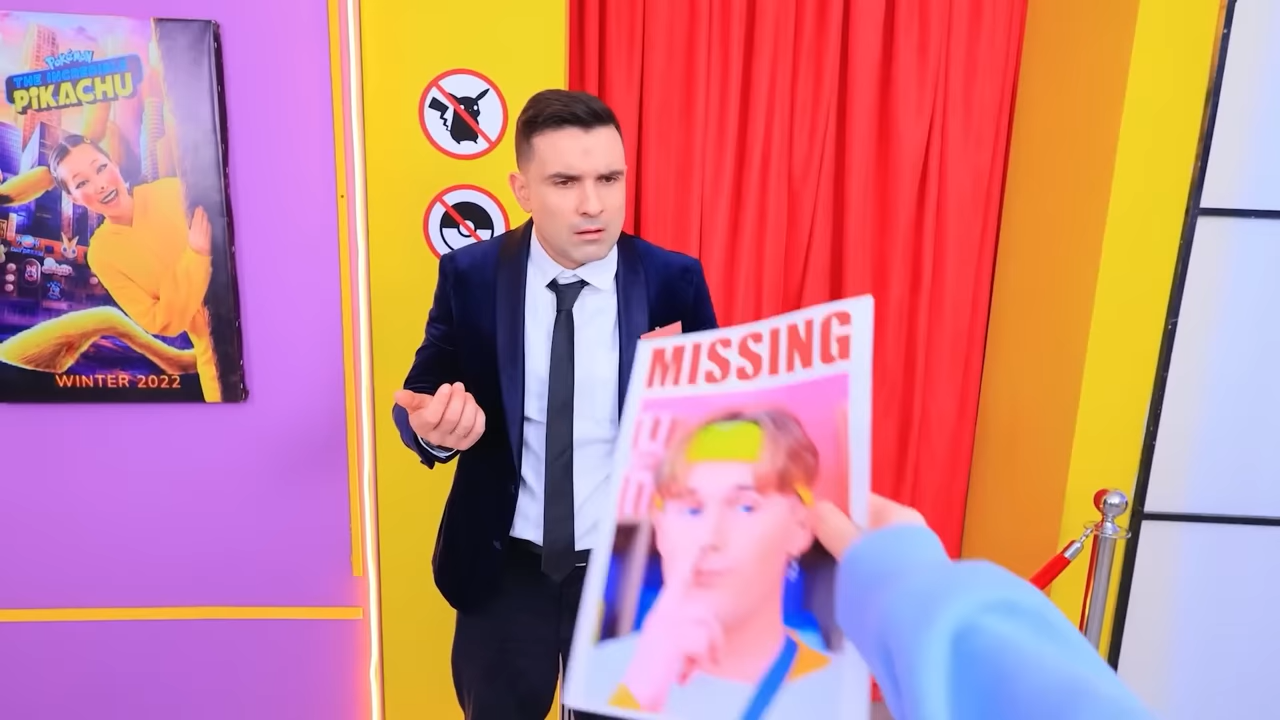 POKÉMON
THE INCREDIBLE
PIKACHU
WINTER 2022
MISSING